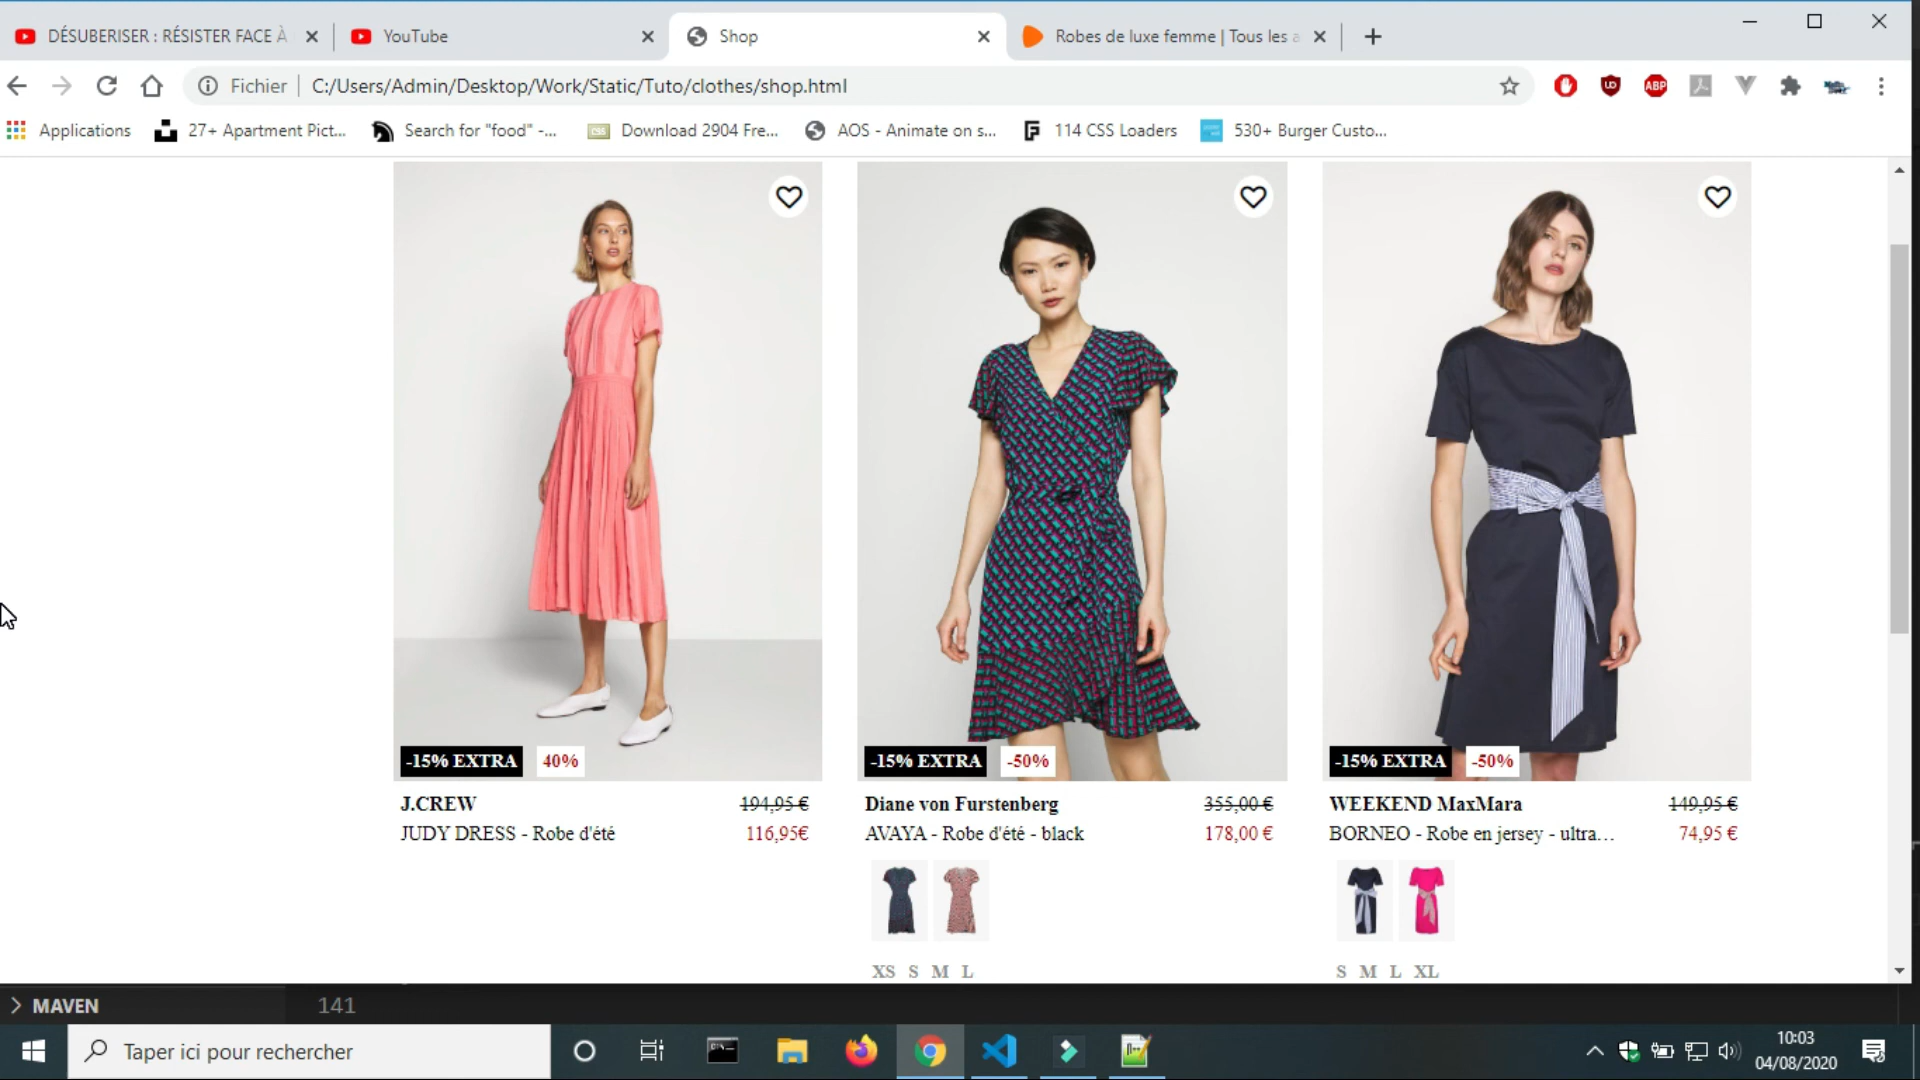 DÉSUBERISER : RÉSISTER FACE À
YouTube
Shop
Robes de luxe femme | Tous les a
Fichier
C:/Users/Admin/Desktop/Work/Static/Tuto/clothes/shop.html
ABP
Applications
27+ Apartment Pict...
Search for "food" -...
Download 2904 Fre...
AOS - Animate on s...
114 CSS Loaders
530+ Burger Custo...
-15% EXTRA 40%
-15% EXTRA -50%
-15% EXTRA -50%
J.CREW 194,95 €
JUDY DRESS - Robe d'été 116,95€
Diane von Furstenberg 355,00 €
AVAYA - Robe d'été - black 178,00 €
WEEKEND MaxMara 149,95 €
BORNEO - Robe en jersey - ultra... 74,95 €
XS S M L
S M L XL
MAVEN
141
Taper ici pour rechercher
10:03
04/08/2020